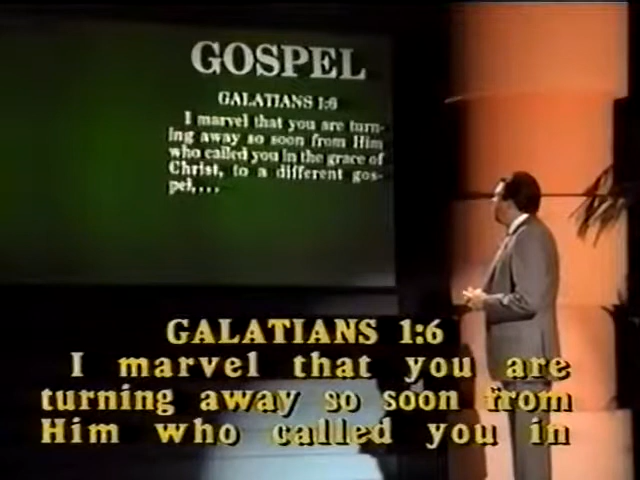 GOSPEL
GALATIANS 1:6
I marvel that you are turn-
ing away so soon from Him
who called you in the grace of
Christ, to a different gos-
pel,...
GALATIANS 1:6
I marvel that you are
turning away so soon from
Him who called you in